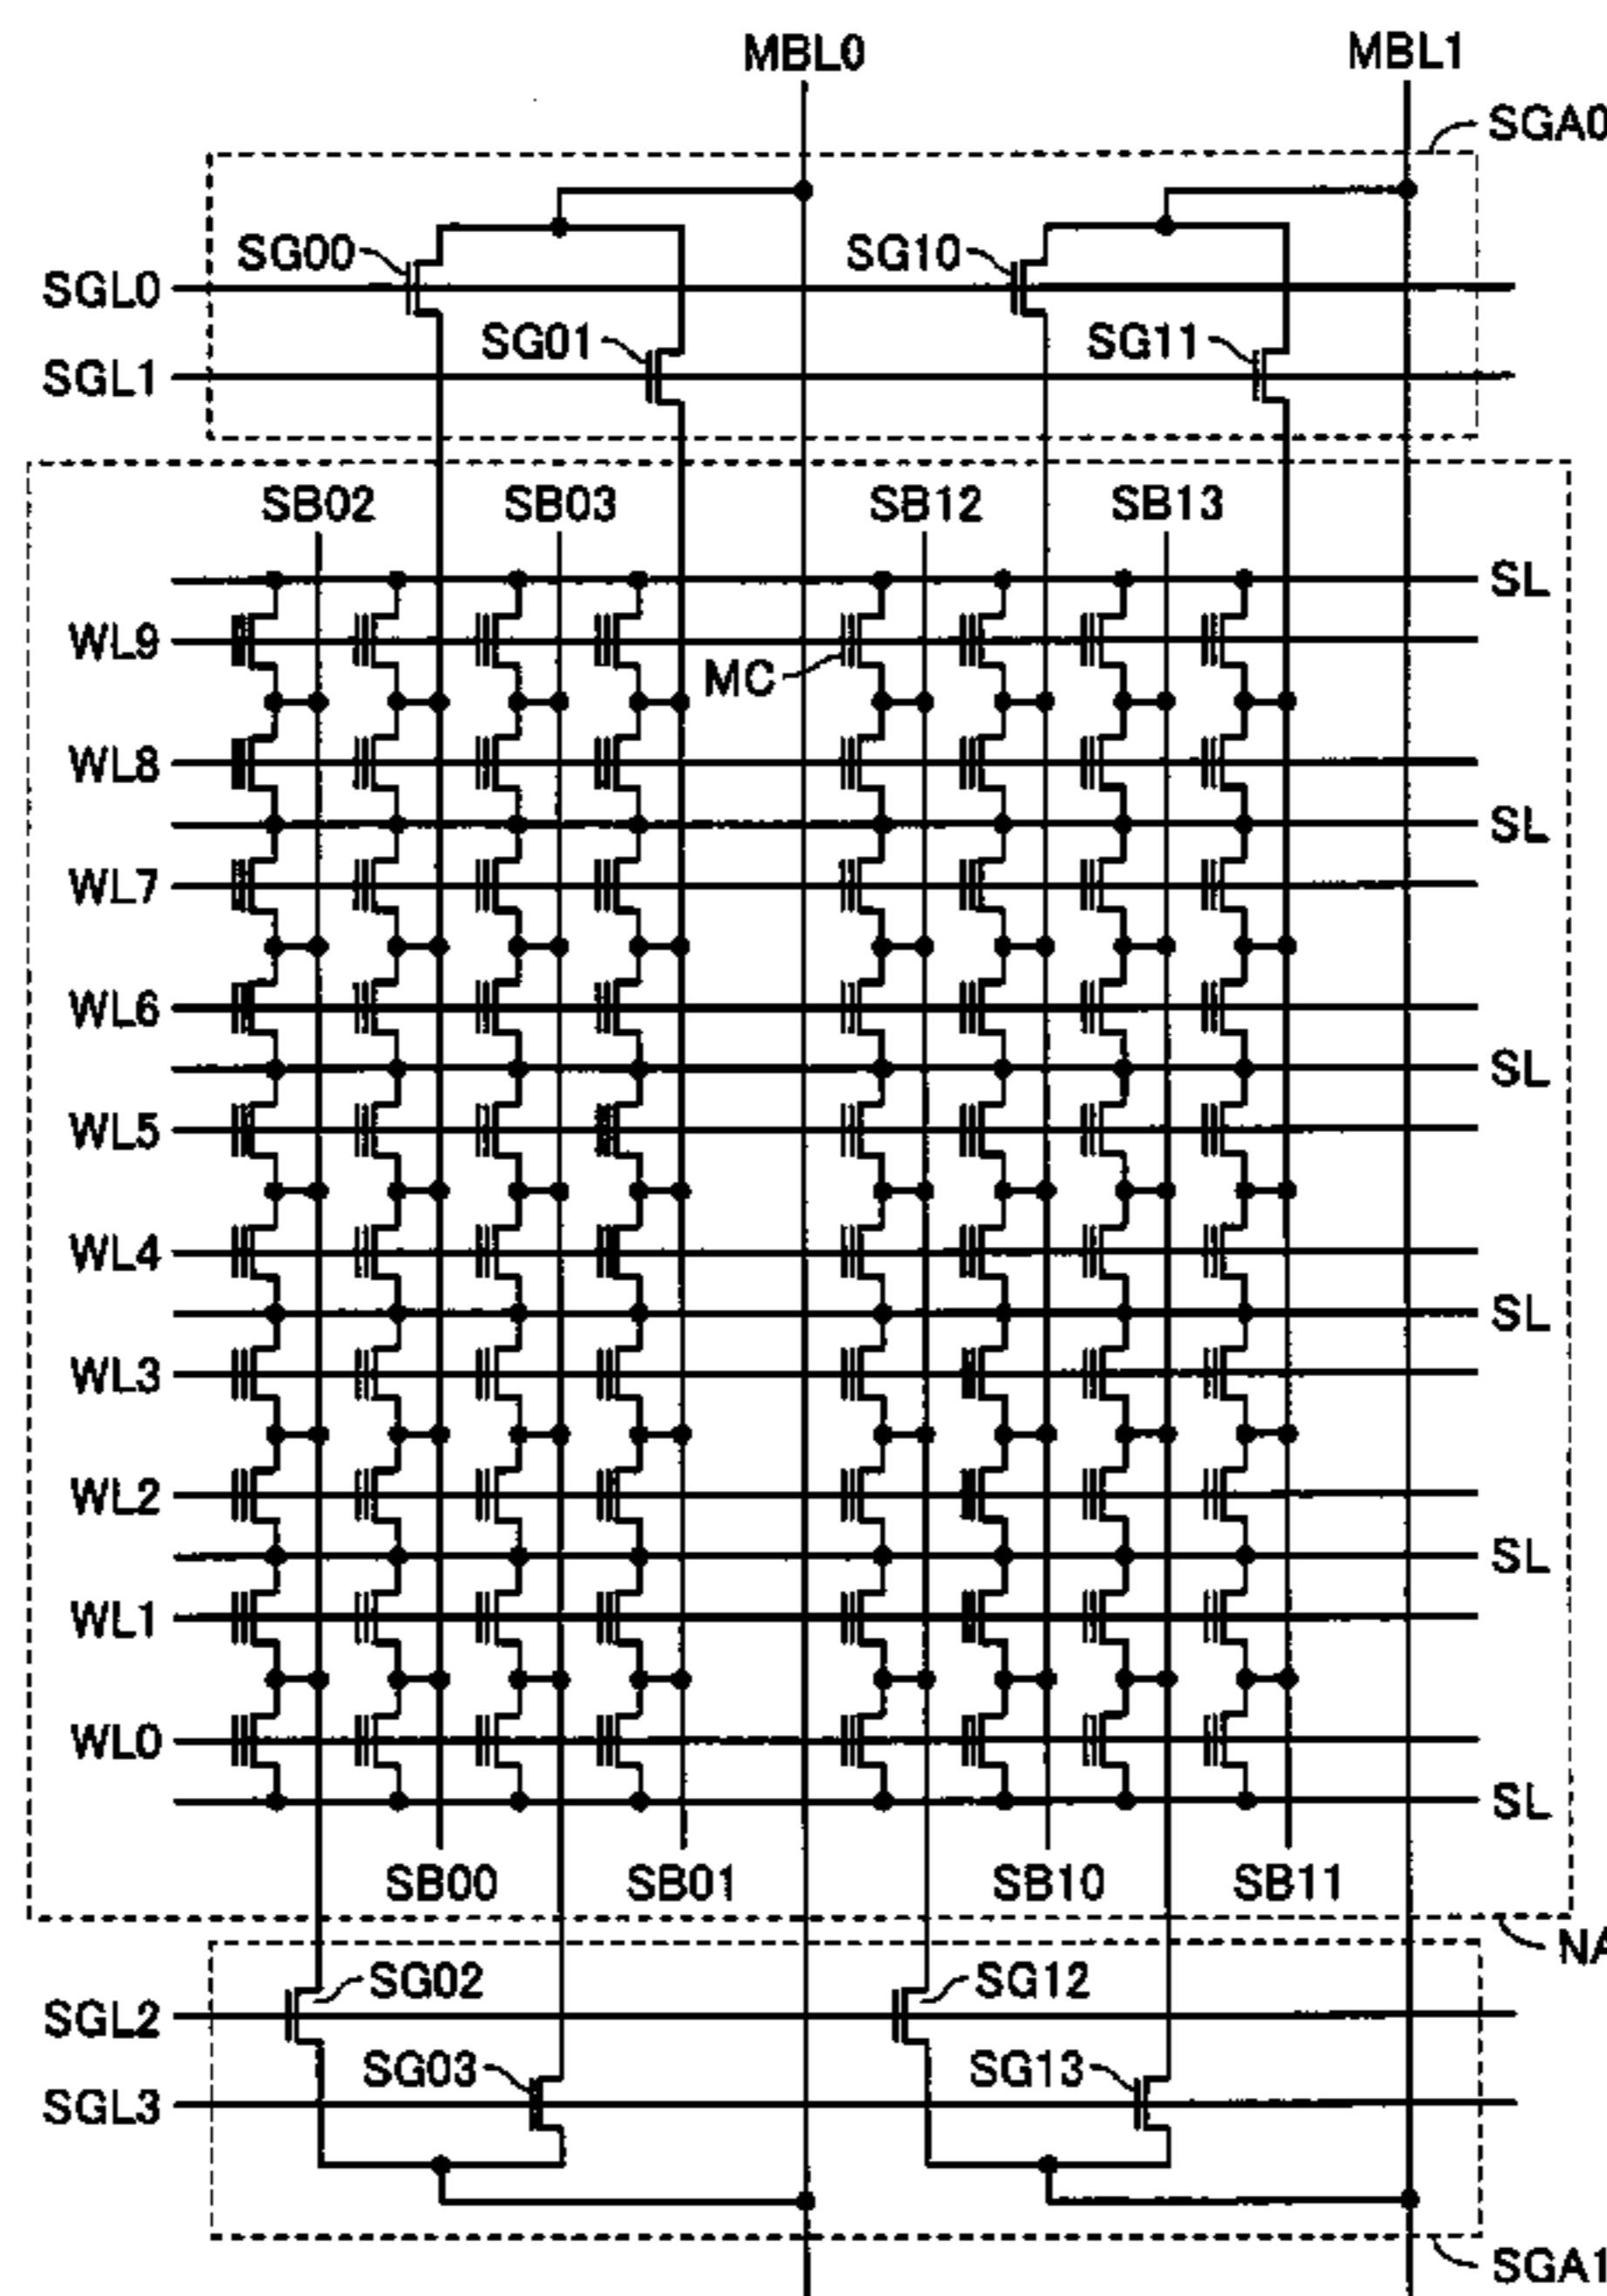 MBL0 MBL1
SGA0
SG00 SG10
SGL0
SG01 SG11
SGL1
SB02 SB03 SB12 SB13
SL
WL9
MC
WL8
SL
WL7
WL6
SL
WL5
WL4
SL
WL3
WL2
SL
WL1
WL0
SL
SB00 SB01 SB10 SB11
NA
SG02 SG12
SGL2
SG03 SG13
SGL3
SGA1